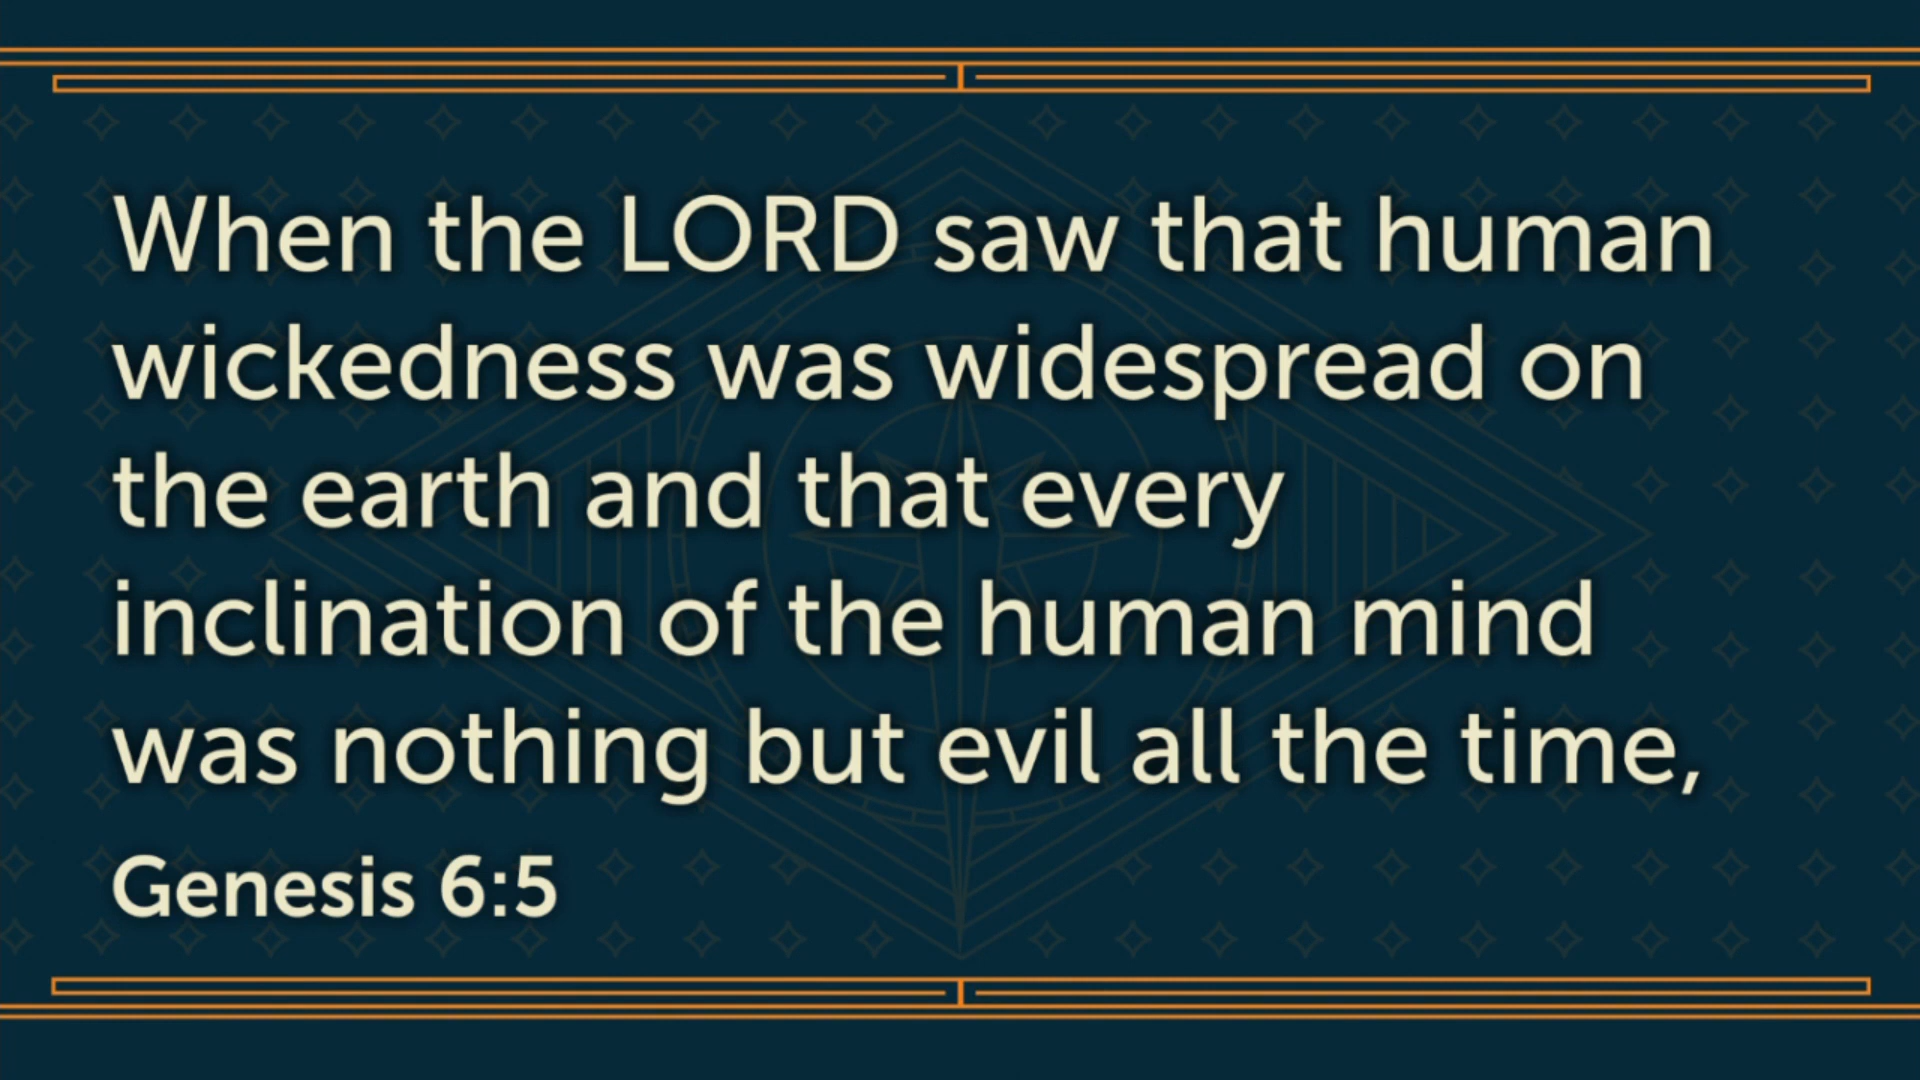 When the LORD saw that human
wickedness was widespread on
the earth and that every
inclination of the human mind
was nothing but evil all the time,
Genesis 6:5